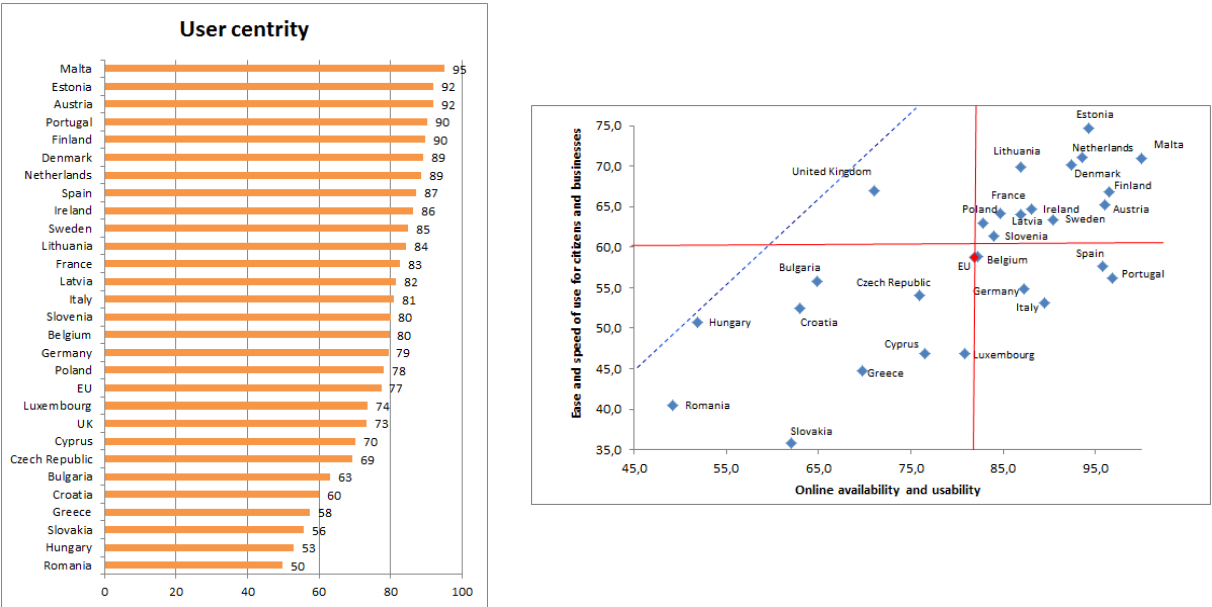 User centrity
Malta 95
Estonia 92
Austria 92
Portugal 90
Finland 90
Denmark 89
Netherlands 89
Spain 87
Ireland 86
Sweden 85
Lithuania 84
France 83
Latvia 82
Italy 81
Slovenia 80
Belgium 80
Germany 79
Poland 78
EU 77
Luxembourg 74
UK 73
Cyprus 70
Czech Republic 69
Bulgaria 63
Croatia 60
Greece 58
Slovakia 56
Hungary 53
Romania 50
0 20 40 60 80 100
Ease and speed of use for citizens and businesses
75,0
70,0
65,0
60,0
55,0
50,0
45,0
40,0
35,0
Estonia
Malta
Netherlands
Lithuania
Denmark
United Kingdom
Finland
France
Poland
Ireland
Austria
Latvia
Sweden
Slovenia
EU
Belgium
Spain
Bulgaria
Portugal
Czech Republic
Germany
Italy
Hungary
Croatia
Cyprus
Luxembourg
Greece
Romania
Slovakia
45,0 55,0 65,0 75,0 85,0 95,0
Online availability and usability